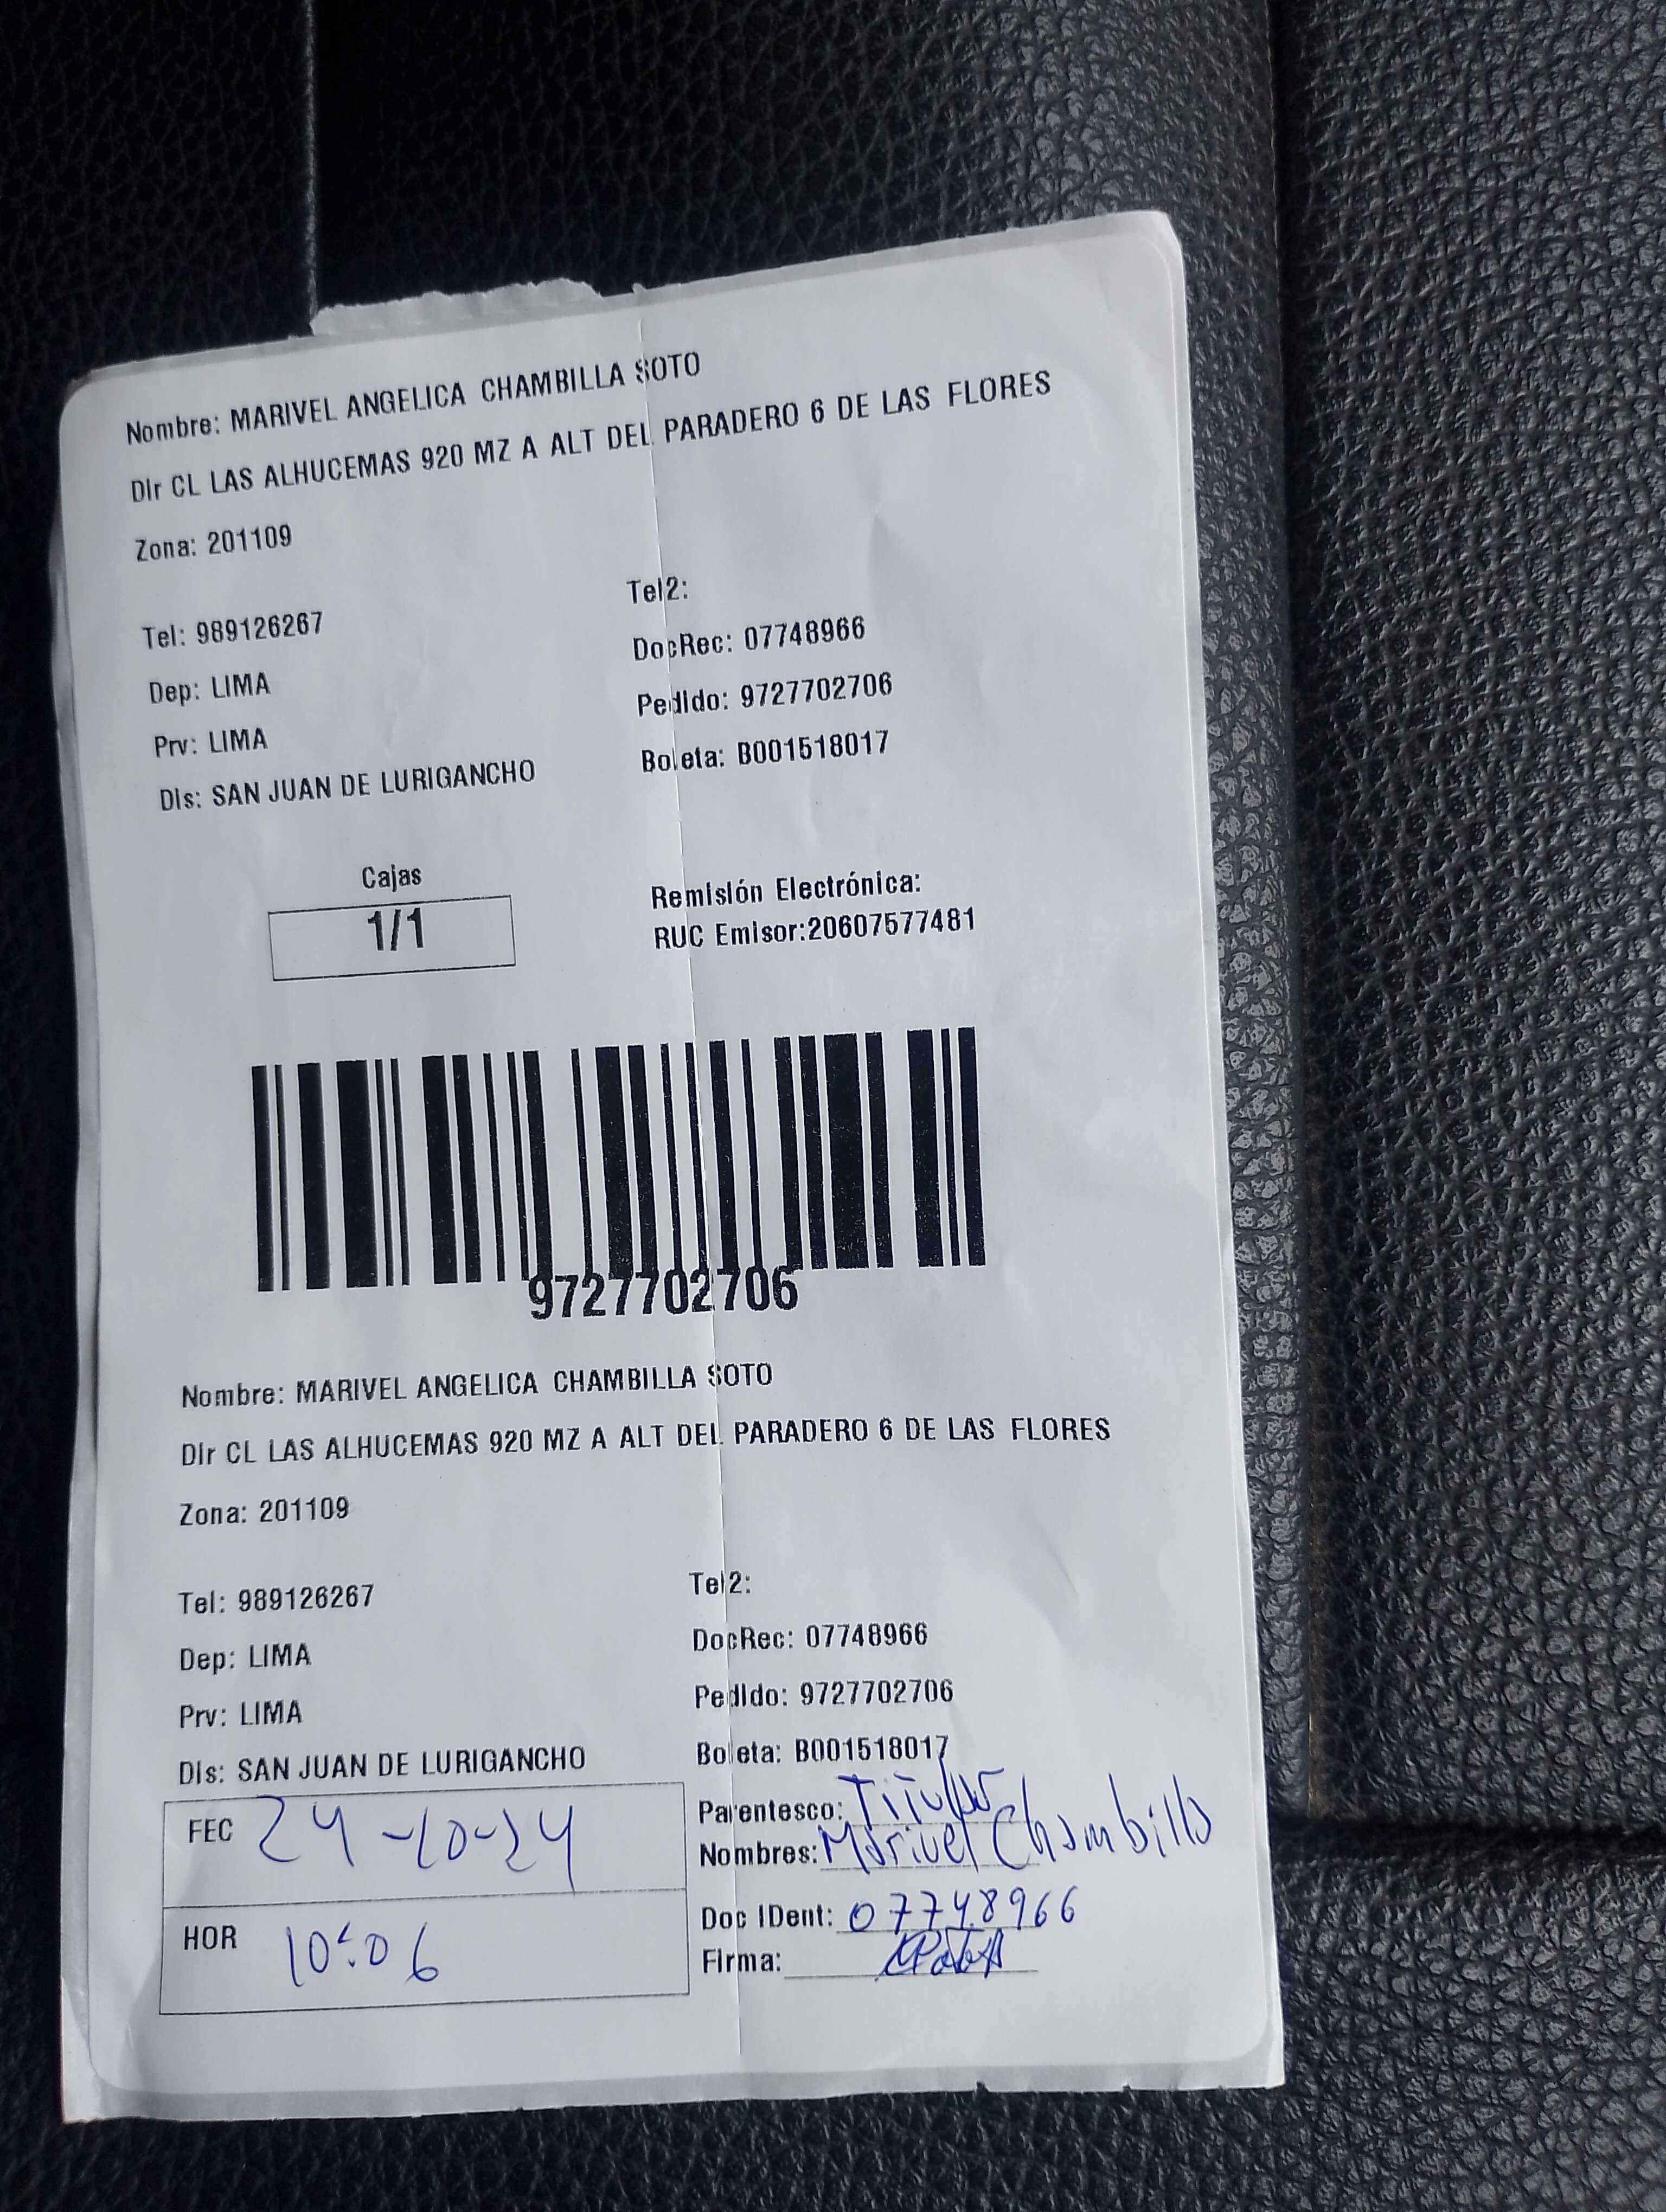 Nombre: MARIVEL ANGELICA CHAMBILLA SOTO
Dir CL LAS ALHUCEMAS 920 MZ A ALT DEL PARADERO 6 DE LAS FLORES
Zona: 201109
Tel: 989126267
Tel2:
Dep: LIMA
DocRec: 07748966
Prv: LIMA
Pedido: 9727702706
Dis: SAN JUAN DE LURIGANCHO
Boleta: B001518017
Cajas
1/1
Remisión Electrónica:
RUC Emisor:20607577481
9727702706
Nombre: MARIVEL ANGELICA CHAMBILLA SOTO
Dir CL LAS ALHUCEMAS 920 MZ A ALT DEL PARADERO 6 DE LAS FLORES
Zona: 201109
Tel: 989126267
Tel2:
Dep: LIMA
DocRec: 07748966
Prv: LIMA
Pedido: 9727702706
Dis: SAN JUAN DE LURIGANCHO
Boleta: B001518017
FEC 24-10-24
Parentesco: Titular
Nombres: Marivel Chambilla
HOR 10:06
Doc IDent: 07748966
Firma: